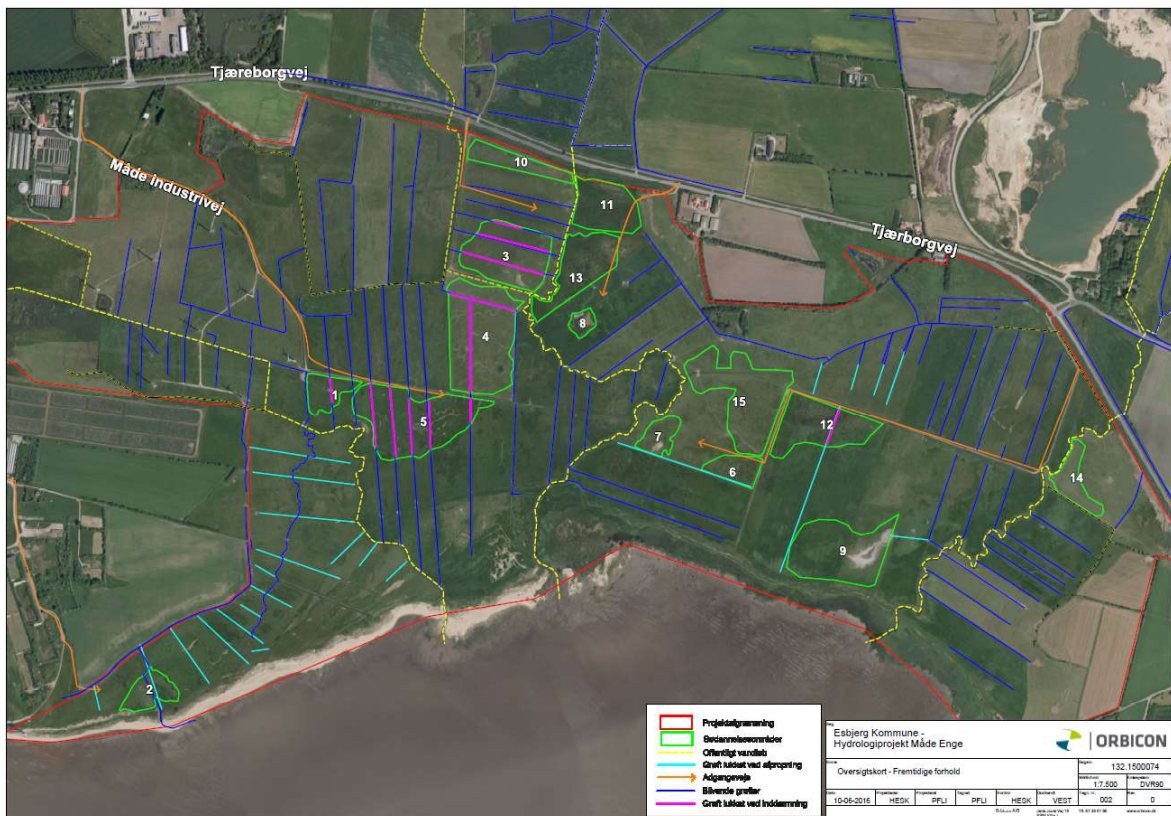 Tjæreborgvej
Måde Industrivej
Tjærborgvej
10
11
3
13
8
4
1
5
15
7
12
6
14
9
2
Projektafgrænsning
Sødannelsesområder
Offentligt vandløb
Grøft lukket ved afpropning
Adgangsveje
Blivende grøfter
Grøft lukket ved inddæmning
Esbjerg Kommune -
Hydrologiprojekt Måde Enge
ORBICON
Oversigtskort - Fremtidige forhold
132.1500074
1:7.500
DVR90
10-06-2016
HESK
PFLI
PFLI
HESK
VEST
002
0